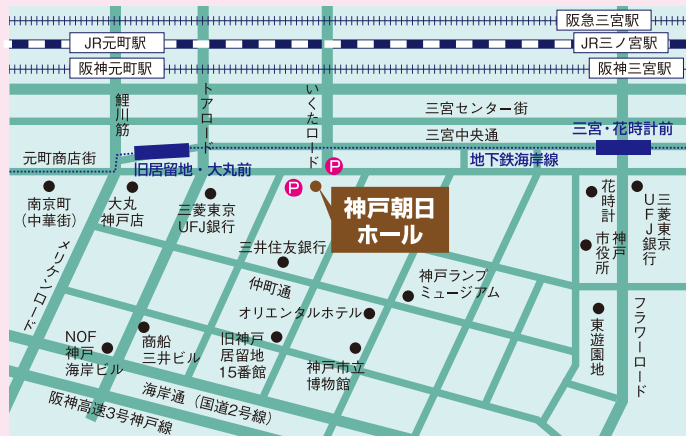 阪急三宮駅
JR元町駅
JR三ノ宮駅
阪神元町駅
阪神三宮駅
鯉川筋
トアロード
いくたロード
三宮センター街
三宮中央通
三宮・花時計前
元町商店街
旧居留地・大丸前
地下鉄海岸線
P
P
南京町
（中華街）
大丸
神戸店
三菱東京
UFJ銀行
神戸朝日
ホール
花時計
神戸
市役所
三菱東京
UFJ銀行
メリケンロード
三井住友銀行
仲町通
神戸ランプ
ミュージアム
オリエンタルホテル
NOF
神戸
海岸ビル
商船
三井ビル
旧神戸
居留地
15番館
神戸市立
博物館
東遊園地
フラワーロード
海岸通（国道2号線）
阪神高速3号神戸線